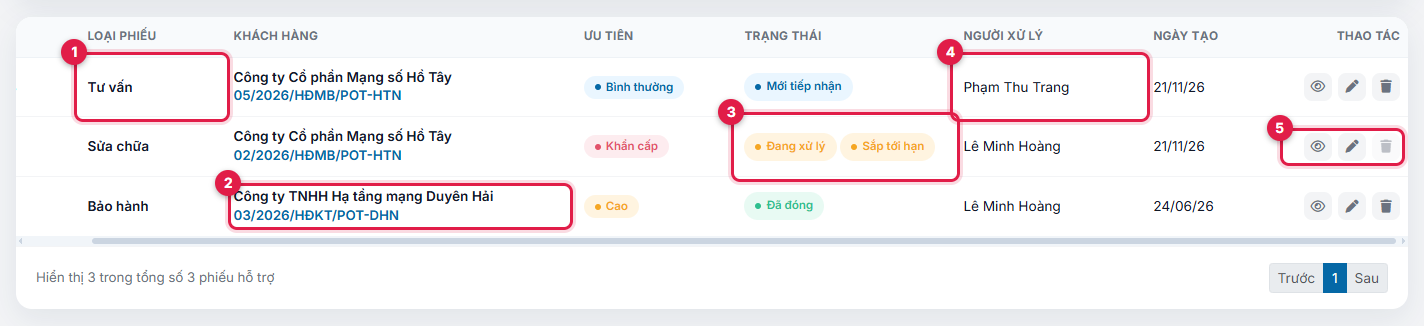 LOẠI PHIẾU KHÁCH HÀNG ƯU TIÊN TRẠNG THÁI NGƯỜI XỬ LÝ NGÀY TẠO THAO TÁC
1 4
Tư vấn Công ty Cổ phần Mạng số Hồ Tây Bình thường Mới tiếp nhận Phạm Thu Trang 21/11/26
05/2026/HĐMB/POT-HTN
3 5
Sửa chữa Công ty Cổ phần Mạng số Hồ Tây Khẩn cấp Đang xử lý Sắp tới hạn Lê Minh Hoàng 21/11/26
02/2026/HĐMB/POT-HTN
2
Bảo hành Công ty TNHH Hạ tầng mạng Duyên Hải Cao Đã đóng Lê Minh Hoàng 24/06/26
03/2026/HĐKT/POT-DHN
Hiển thị 3 trong tổng số 3 phiếu hỗ trợ Trước 1 Sau